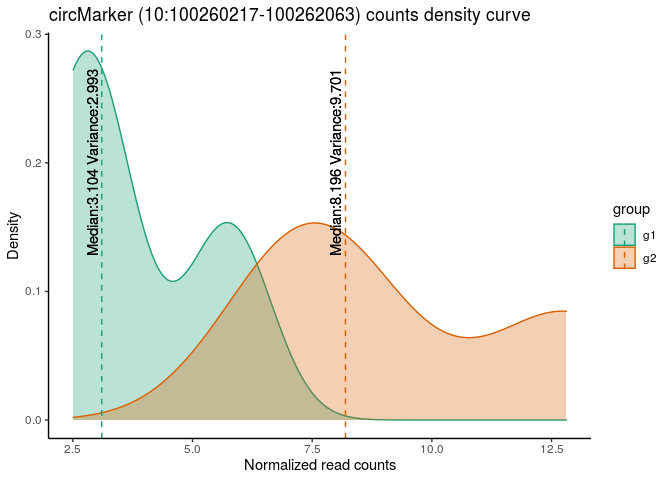 circMarker (10:100260217-100262063) counts density curve
Density
0.3
0.2
0.1
0.0
Median:3.104 Variance:2.993
Median:8.196 Variance:9.701
2.5 5.0 7.5 10.0 12.5
Normalized read counts
group
g1
g2